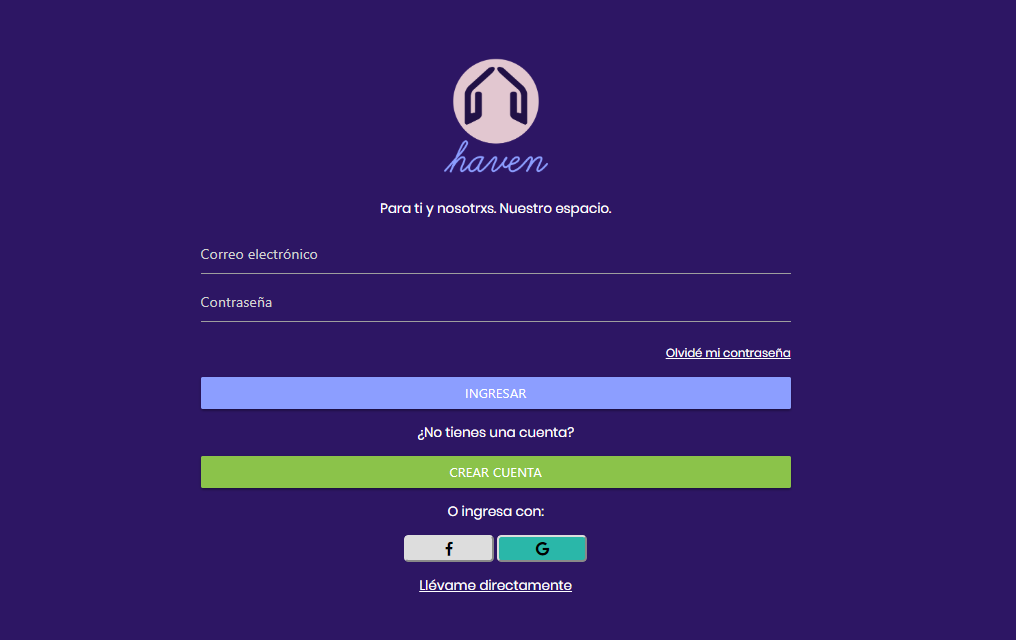 haven
Para ti y nosotrxs. Nuestro espacio.
Correo electrónico
Contraseña
Olvidé mi contraseña
INGRESAR
¿No tienes una cuenta?
CREAR CUENTA
O ingresa con:
f G
Llévame directamente